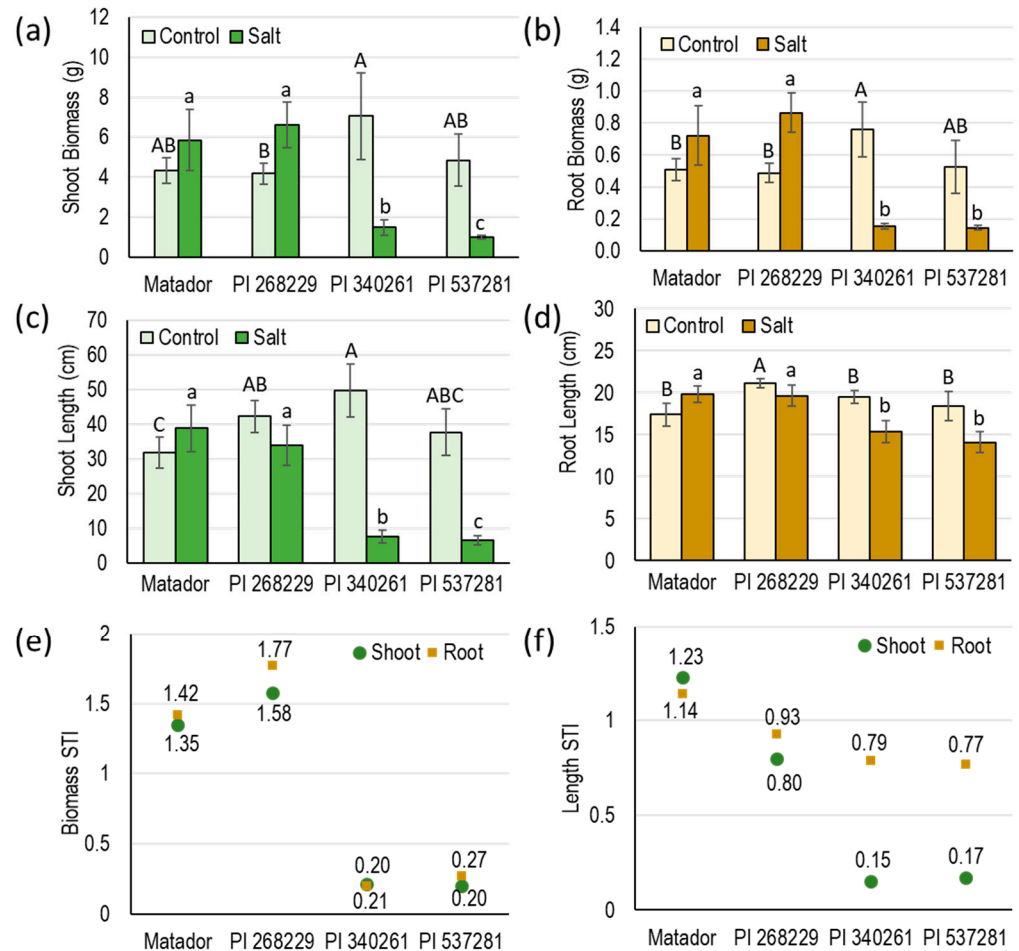 (a)
Shoot Biomass (g)
12
10
8
6
4
2
0
Control Salt
AB a B a A b AB c
Matador PI 268229 PI 340261 PI 537281
(b)
Root Biomass (g)
1.4
1.2
1.0
0.8
0.6
0.4
0.2
0.0
Control Salt
B a B a A b AB b
Matador PI 268229 PI 340261 PI 537281
(c)
Shoot Length (cm)
70
60
50
40
30
20
10
0
Control Salt
C a AB a A b ABC c
Matador PI 268229 PI 340261 PI 537281
(d)
Root Length (cm)
30
25
20
15
10
5
0
Control Salt
B a A a B b B b
Matador PI 268229 PI 340261 PI 537281
(e)
Biomass STI
2
1.5
1
0.5
0
Shoot Root
1.42 1.77 0.20 0.27
1.35 1.58 0.21 0.20
Matador PI 268229 PI 340261 PI 537281
(f)
Length STI
1.5
1
0.5
0
Shoot Root
1.23 0.93 0.79 0.77
1.14 0.80 0.15 0.17
Matador PI 268229 PI 340261 PI 537281